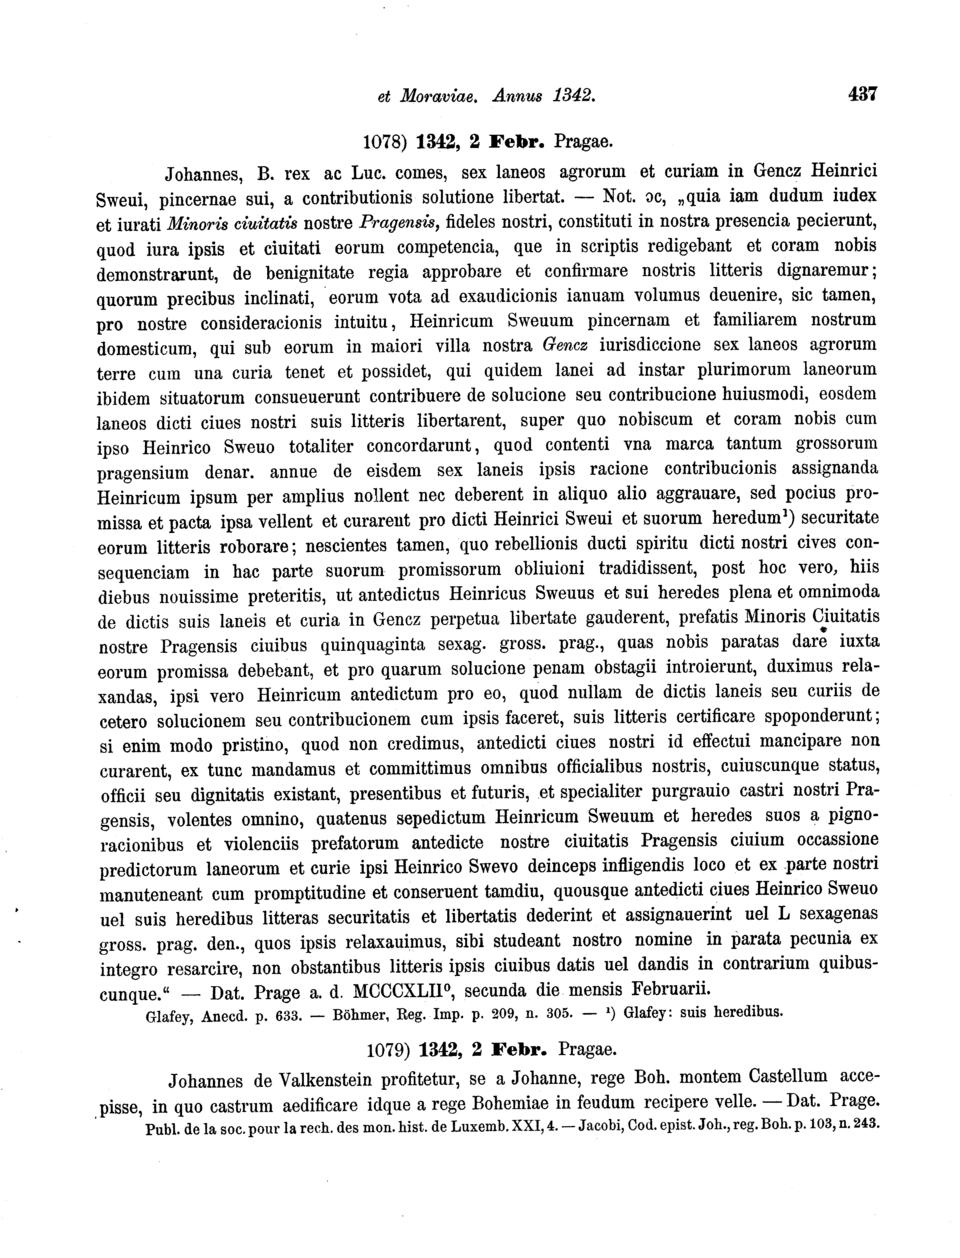 et Moraviae. Annus 1342. 437
1078) 1342, 2 Febr. Pragae.
Johannes, B. rex ac Luc. comes, sex laneos agrorum et curiam in Gencz Heinrici
Sweui, pincernae sui, a contributionis solutione libertat. — Not. ɔc, „quia iam dudum iudex
et iurati Minoris ciuitatis nostre Pragensis, fideles nostri, constituti in nostra presencia pecierunt,
quod iura ipsis et ciuitati eorum competencia, que in scriptis redigebant et coram nobis
demonstrarunt, de benignitate regia approbare et confirmare nostris litteris dignaremur;
quorum precibus inclinati, eorum vota ad exaudicionis ianuam volumus deuenire, sic tamen,
pro nostre consideracionis intuitu, Heinricum Sweuum pincernam et familiarem nostrum
domesticum, qui sub eorum in maiori villa nostra Gencz iurisdiccione sex laneos agrorum
terre cum una curia tenet et possidet, qui quidem lanei ad instar plurimorum laneorum
ibidem situatorum consueuerunt contribuere de solucione seu contribucione huiusmodi, eosdem
laneos dicti ciues nostri suis litteris libertarent, super quo nobiscum et coram nobis cum
ipso Heinrico Sweuo totaliter concordarunt, quod contenti vna marca tantum grossorum
pragensium denar. annue de eisdem sex laneis ipsis racione contribucionis assignanda
Heinricum ipsum per amplius nollent nec deberent in aliquo alio aggrauare, sed pocius pro-
missa et pacta ipsa vellent et curarent pro dicti Heinrici Sweui et suorum heredum¹) securitate
eorum litteris roborare; nescientes tamen, quo rebellionis ducti spiritu dicti nostri cives con-
sequenciam in hac parte suorum promissorum obliuioni tradidissent, post hoc vero, hiis
diebus nouissime preteritis, ut antedictus Heinricus Sweuus et sui heredes plena et omnimoda
de dictis suis laneis et curia in Gencz perpetua libertate gauderent, prefatis Minoris Ciuitatis
nostre Pragensis ciuibus quinquaginta sexag. gross. prag., quas nobis paratas dare iuxta
eorum promissa debebant, et pro quarum solucione penam obstagii introierunt, duximus rela-
xandas, ipsi vero Heinricum antedictum pro eo, quod nullam de dictis laneis seu curiis de
cetero solucionem seu contribucionem cum ipsis faceret, suis litteris certificare spoponderunt;
si enim modo pristino, quod non credimus, antedicti ciues nostri id effectui mancipare non
curarent, ex tunc mandamus et committimus omnibus officialibus nostris, cuiuscunque status,
officii seu dignitatis existant, presentibus et futuris, et specialiter purgrauio castri nostri Pra-
gensis, volentes omnino, quatenus sepedictum Heinricum Sweuum et heredes suos a pigno-
racionibus et violenciis prefatorum antedicte nostre ciuitatis Pragensis ciuium occassione
predictorum laneorum et curie ipsi Heinrico Swevo deinceps infligendis loco et ex parte nostri
manuteneant cum promptitudine et conseruent tamdiu, quousque antedicti ciues Heinrico Sweuo
uel suis heredibus litteras securitatis et libertatis dederint et assignauerint uel L sexagenas
gross. prag. den., quos ipsis relaxauimus, sibi studeant nostro nomine in parata pecunia ex
integro resarcire, non obstantibus litteris ipsis ciuibus datis uel dandis in contrarium quibus-
cunque.“ — Dat. Prage a. d. MCCCXLII⁰, secunda die mensis Februarii.
Glafey, Anecd. p. 633. — Böhmer, Reg. Imp. p. 209, n. 305. — ¹) Glafey: suis heredibus.
1079) 1342, 2 Febr. Pragae.
Johannes de Valkenstein profitetur, se a Johanne, rege Boh. montem Castellum acce-
pisse, in quo castrum aedificare idque a rege Bohemiae in feudum recipere velle. — Dat. Prage.
Publ. de la soc. pour la rech. des mon. hist. de Luxemb. XXI, 4. — Jacobi, Cod. epist. Joh., reg. Boh. p. 103, n. 243.